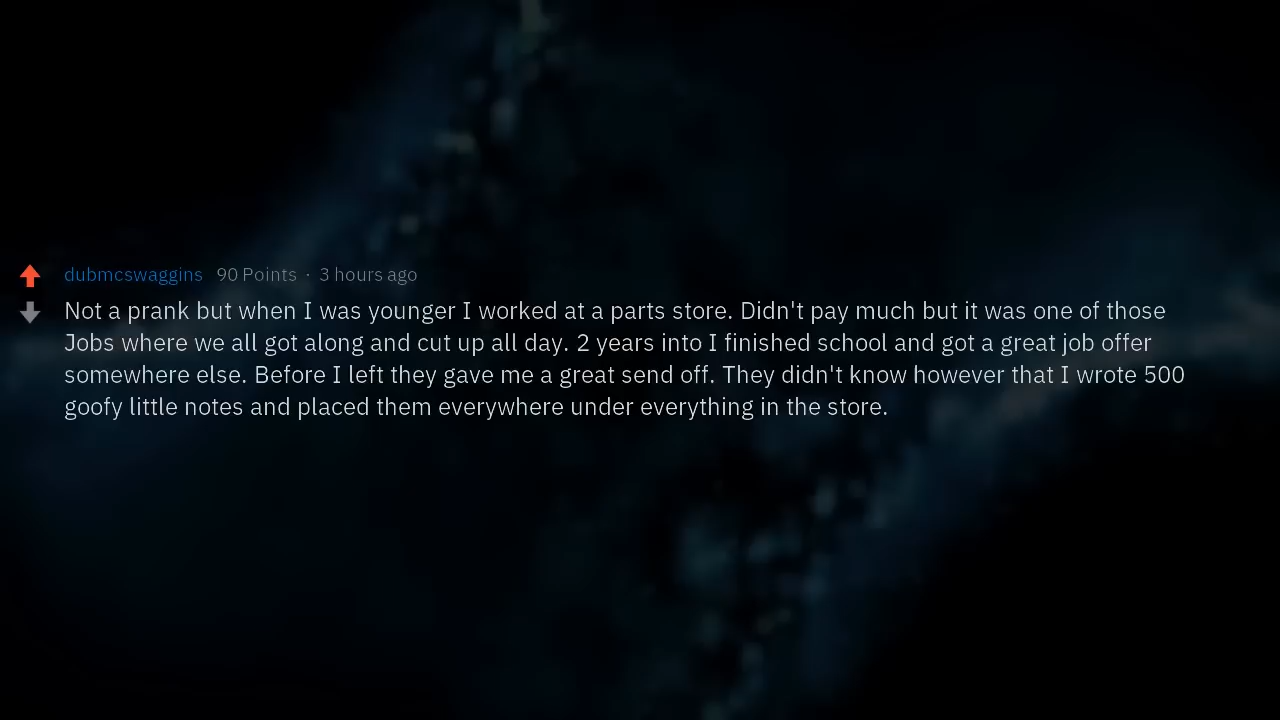 dubmcswaggins 90 Points · 3 hours ago
Not a prank but when I was younger I worked at a parts store. Didn't pay much but it was one of those
Jobs where we all got along and cut up all day. 2 years into I finished school and got a great job offer
somewhere else. Before I left they gave me a great send off. They didn't know however that I wrote 500
goofy little notes and placed them everywhere under everything in the store.